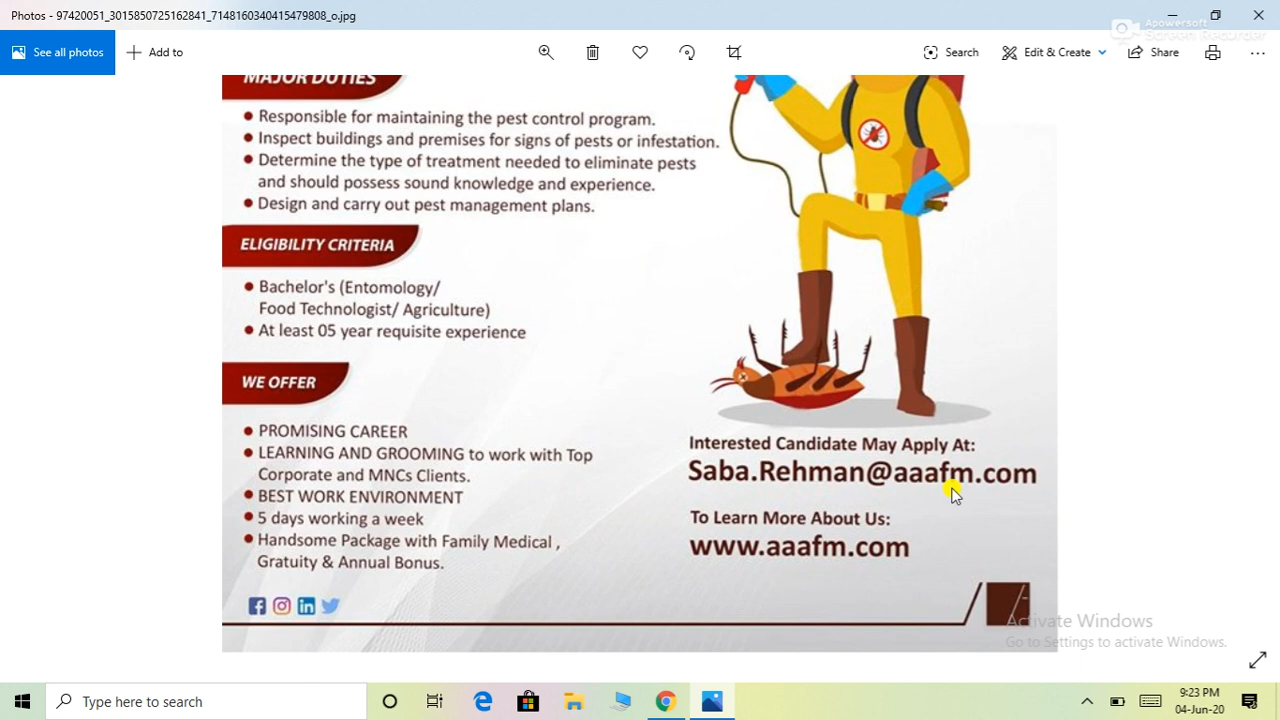 Photos - 97420051_3015850725162841_7148160340415479808_o.jpg
Apowersoft
Screen Recorder
See all photos
Add to
Search
Edit & Create
Share
MAJOR DUTIES
• Responsible for maintaining the pest control program.
• Inspect buildings and premises for signs of pests or infestation.
• Determine the type of treatment needed to eliminate pests
and should possess sound knowledge and experience.
• Design and carry out pest management plans.
ELIGIBILITY CRITERIA
• Bachelor's (Entomology/
Food Technologist/ Agriculture)
• At least 05 year requisite experience
WE OFFER
• PROMISING CAREER
• LEARNING AND GROOMING to work with Top
Corporate and MNCs Clients.
• BEST WORK ENVIRONMENT
• 5 days working a week
• Handsome Package with Family Medical ,
Gratuity & Annual Bonus.
Interested Candidate May Apply At:
Saba.Rehman@aaafm.com
To Learn More About Us:
www.aaafm.com
Activate Windows
Go to Settings to activate Windows.
Type here to search
9:23 PM
04-Jun-20